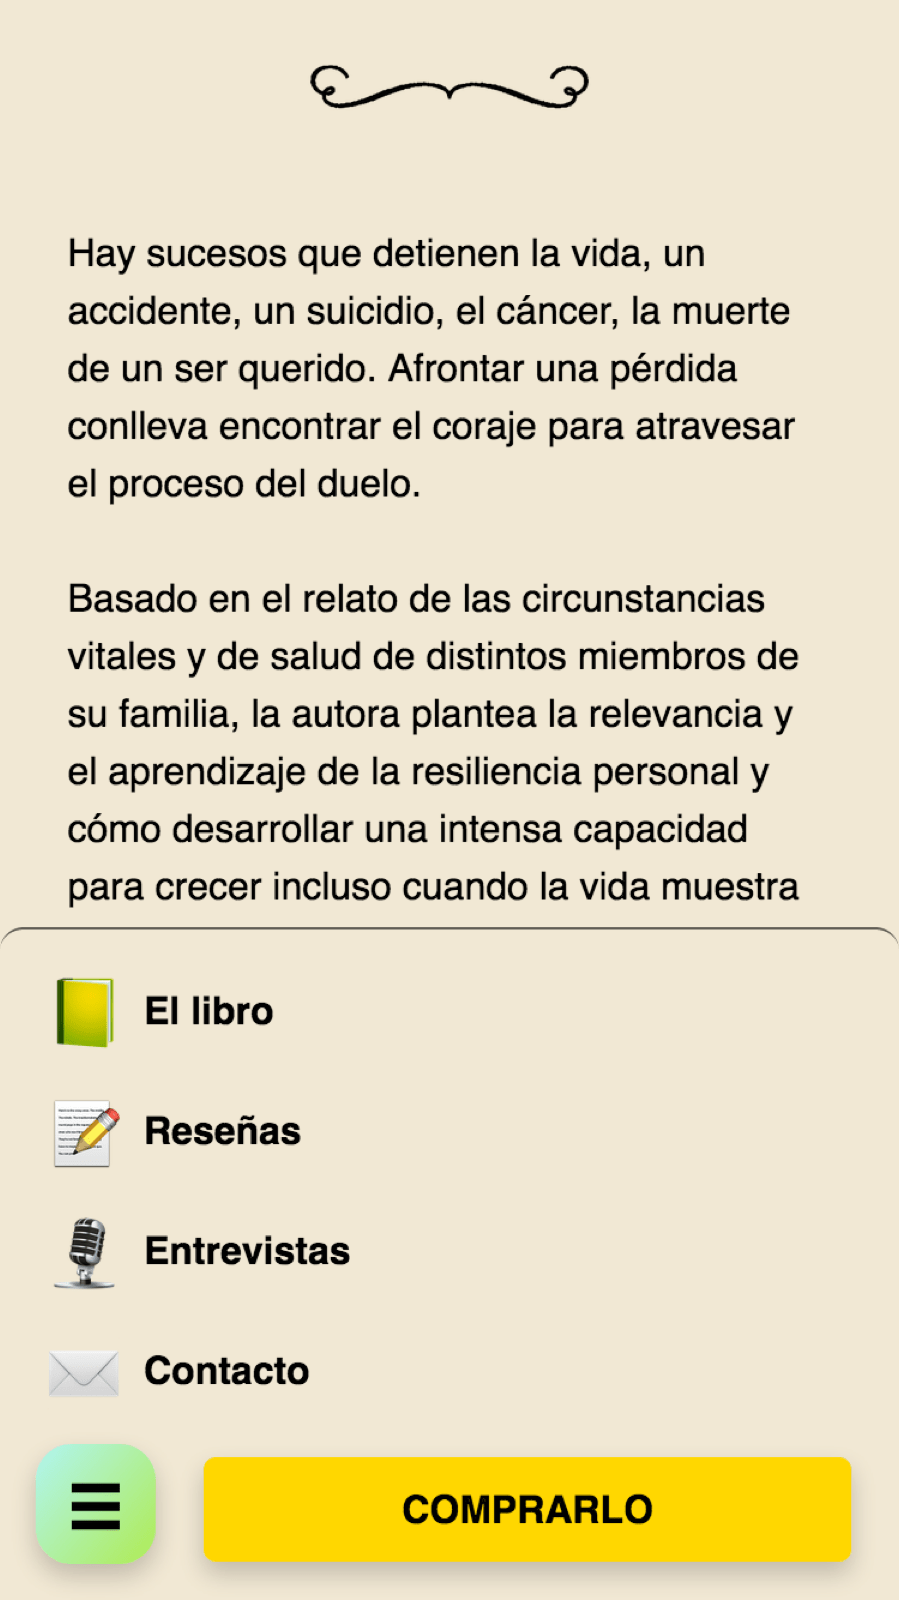 Hay sucesos que detienen la vida, un
accidente, un suicidio, el cáncer, la muerte
de un ser querido. Afrontar una pérdida
conlleva encontrar el coraje para atravesar
el proceso del duelo.
Basado en el relato de las circunstancias
vitales y de salud de distintos miembros de
su familia, la autora plantea la relevancia y
el aprendizaje de la resiliencia personal y
cómo desarrollar una intensa capacidad
para crecer incluso cuando la vida muestra
El libro
Reseñas
Entrevistas
Contacto
COMPRARLO